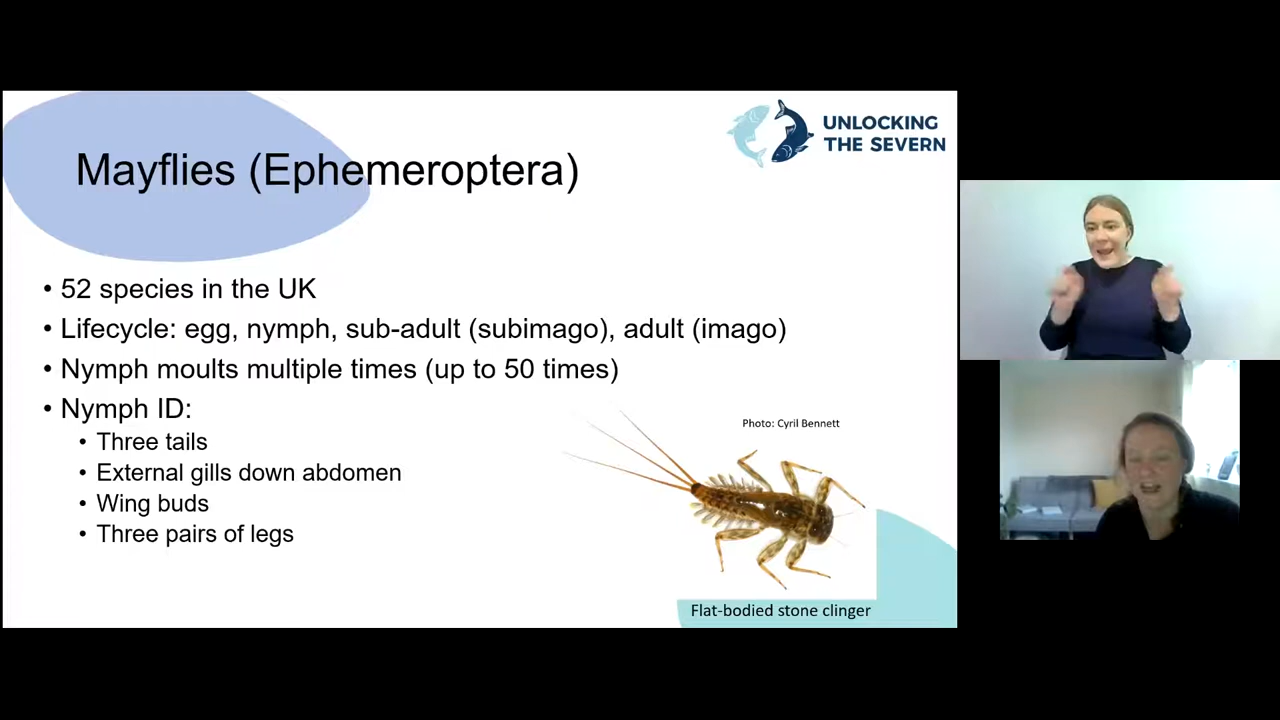 UNLOCKING
THE SEVERN
Mayflies (Ephemeroptera)
• 52 species in the UK
• Lifecycle: egg, nymph, sub-adult (subimago), adult (imago)
• Nymph moults multiple times (up to 50 times)
• Nymph ID:
• Three tails
• External gills down abdomen
• Wing buds
• Three pairs of legs
Photo: Cyril Bennett
Flat-bodied stone clinger